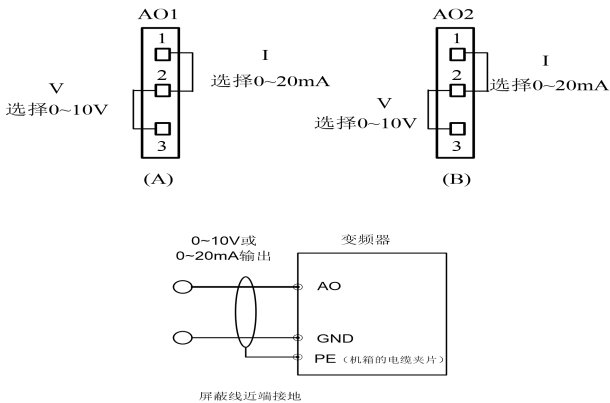 AO1
1
2
3
I
选择0~20mA
V
选择0~10V
(A)
AO2
1
2
3
I
选择0~20mA
V
选择0~10V
(B)
0~10V或
0~20mA输出
变频器
AO
GND
PE（机箱的电缆夹片）
屏蔽线近端接地